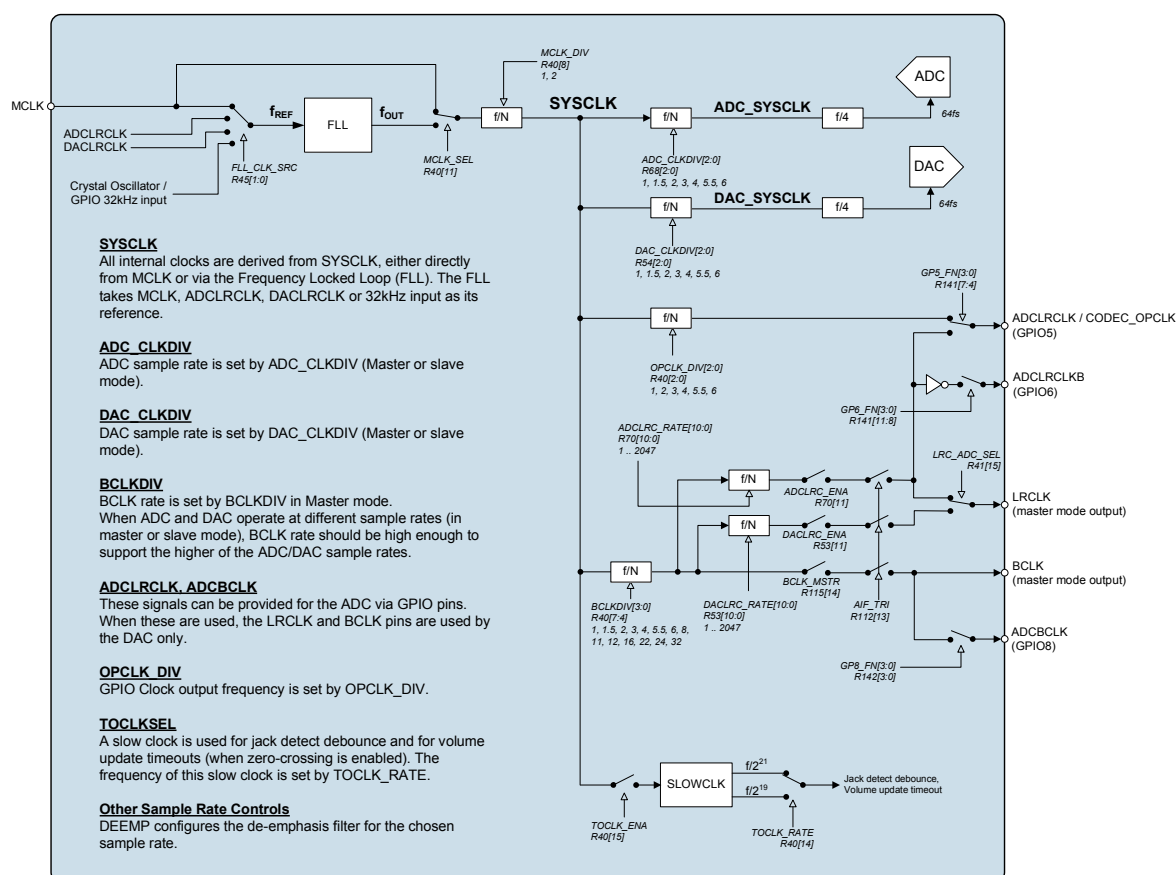 MCLK
ADCLRCLK
DACLRCLK
Crystal Oscillator /
GPIO 32kHz input
FLL_CLK_SRC
R45[1:0]
fREF
FLL
fOUT
MCLK_SEL
R40[11]
MCLK_DIV
R40[8]
1, 2
f/N
SYSCLK
f/N
ADC_SYSCLK
f/4
ADC
64fs
ADC_CLKDIV[2:0]
R68[2:0]
1, 1.5, 2, 3, 4, 5.5, 6
f/N
DAC_SYSCLK
f/4
DAC
64fs
DAC_CLKDIV[2:0]
R54[2:0]
1, 1.5, 2, 3, 4, 5.5, 6
SYSCLK
All internal clocks are derived from SYSCLK, either directly
from MCLK or via the Frequency Locked Loop (FLL). The FLL
takes MCLK, ADCLRCLK, DACLRCLK or 32kHz input as its
reference.
ADC_CLKDIV
ADC sample rate is set by ADC_CLKDIV (Master or slave
mode).
DAC_CLKDIV
DAC sample rate is set by DAC_CLKDIV (Master or slave
mode).
BCLKDIV
BCLK rate is set by BCLKDIV in Master mode.
When ADC and DAC operate at different sample rates (in
master or slave mode), BCLK rate should be high enough to
support the higher of the ADC/DAC sample rates.
ADCLRCLK, ADCBCLK
These signals can be provided for the ADC via GPIO pins.
When these are used, the LRCLK and BCLK pins are used by
the DAC only.
OPCLK_DIV
GPIO Clock output frequency is set by OPCLK_DIV.
TOCLKSEL
A slow clock is used for jack detect debounce and for volume
update timeouts (when zero-crossing is enabled). The
frequency of this slow clock is set by TOCLK_RATE.
Other Sample Rate Controls
DEEMP configures the de-emphasis filter for the chosen
sample rate.
f/N
OPCLK_DIV[2:0]
R40[2:0]
1, 2, 3, 4, 5.5, 6
GP5_FN[3:0]
R141[7:4]
ADCLRCLK / CODEC_OPCLK
(GPIO5)
ADCLRCLKB
(GPIO6)
GP6_FN[3:0]
R141[11:8]
ADCLRC_RATE[10:0]
R70[10:0]
1 .. 2047
f/N
ADCLRC_ENA
R70[11]
LRC_ADC_SEL
R41[15]
LRCLK
(master mode output)
f/N
DACLRC_ENA
R53[11]
f/N
BCLK_MSTR
R115[14]
BCLK
(master mode output)
BCLKDIV[3:0]
R40[7:4]
1, 1.5, 2, 3, 4, 5.5, 6, 8,
11, 12, 16, 22, 24, 32
DACLRC_RATE[10:0]
R53[10:0]
1 .. 2047
AIF_TRI
R112[13]
ADCBCLK
(GPIO8)
GP8_FN[3:0]
R142[3:0]
SLOWCLK
f/2²¹
f/2¹⁹
Jack detect debounce,
Volume update timeout
TOCLK_ENA
R40[15]
TOCLK_RATE
R40[14]